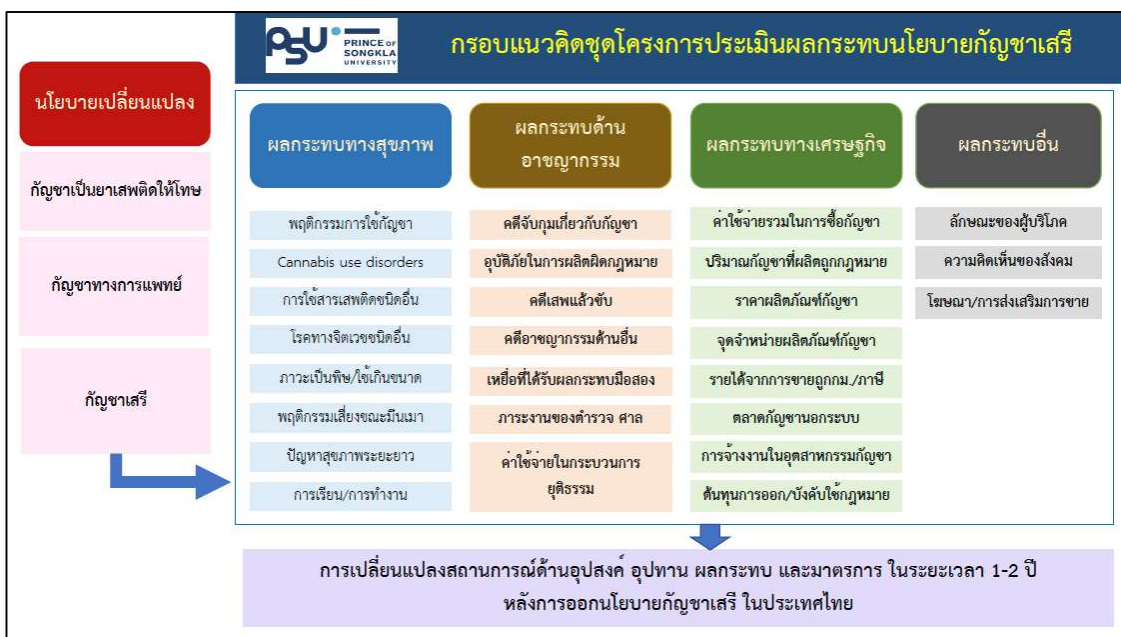 PSU PRINCE OF
SONGKLA
UNIVERSITY
กรอบแนวคิดชุดโครงการประเมินผลกระทบนโยบายกัญชาเสรี
นโยบายเปลี่ยนแปลง
กัญชาเป็นยาเสพติดให้โทษ
กัญชาทางการแพทย์
กัญชาเสรี
ผลกระทบทางสุขภาพ
พฤติกรรมการใช้กัญชา
Cannabis use disorders
การใช้สารเสพติดชนิดอื่น
โรคทางจิตเวชชนิดอื่น
ภาวะเป็นพิษ/ใช้เกินขนาด
พฤติกรรมเสี่ยงขณะมึนเมา
ปัญหาสุขภาพระยะยาว
การเรียน/การทำงาน
ผลกระทบด้าน
อาชญากรรม
คดีจับกุมเกี่ยวกับกัญชา
อุบัติภัยในการผลิตผิดกฎหมาย
คดีเสพแล้วขับ
คดีอาชญากรรมด้านอื่น
เหยื่อที่ได้รับผลกระทบมือสอง
ภาระงานของตำรวจ ศาล
ค่าใช้จ่ายในกระบวนการ
ยุติธรรม
ผลกระทบทางเศรษฐกิจ
ค่าใช้จ่ายรวมในการซื้อกัญชา
ปริมาณกัญชาที่ผลิตถูกกฎหมาย
ราคาผลิตภัณฑ์กัญชา
จุดจำหน่ายผลิตภัณฑ์กัญชา
รายได้จากการขายถูกกม./ภาษี
ตลาดกัญชานอกระบบ
การจ้างงานในอุตสาหกรรมกัญชา
ต้นทุนการออก/บังคับใช้กฎหมาย
ผลกระทบอื่น
ลักษณะของผู้บริโภค
ความคิดเห็นของสังคม
โฆษณา/การส่งเสริมการขาย
การเปลี่ยนแปลงสถานการณ์ด้านอุปสงค์ อุปทาน ผลกระทบ และมาตรการ ในระยะเวลา 1-2 ปี
หลังการออกนโยบายกัญชาเสรี ในประเทศไทย